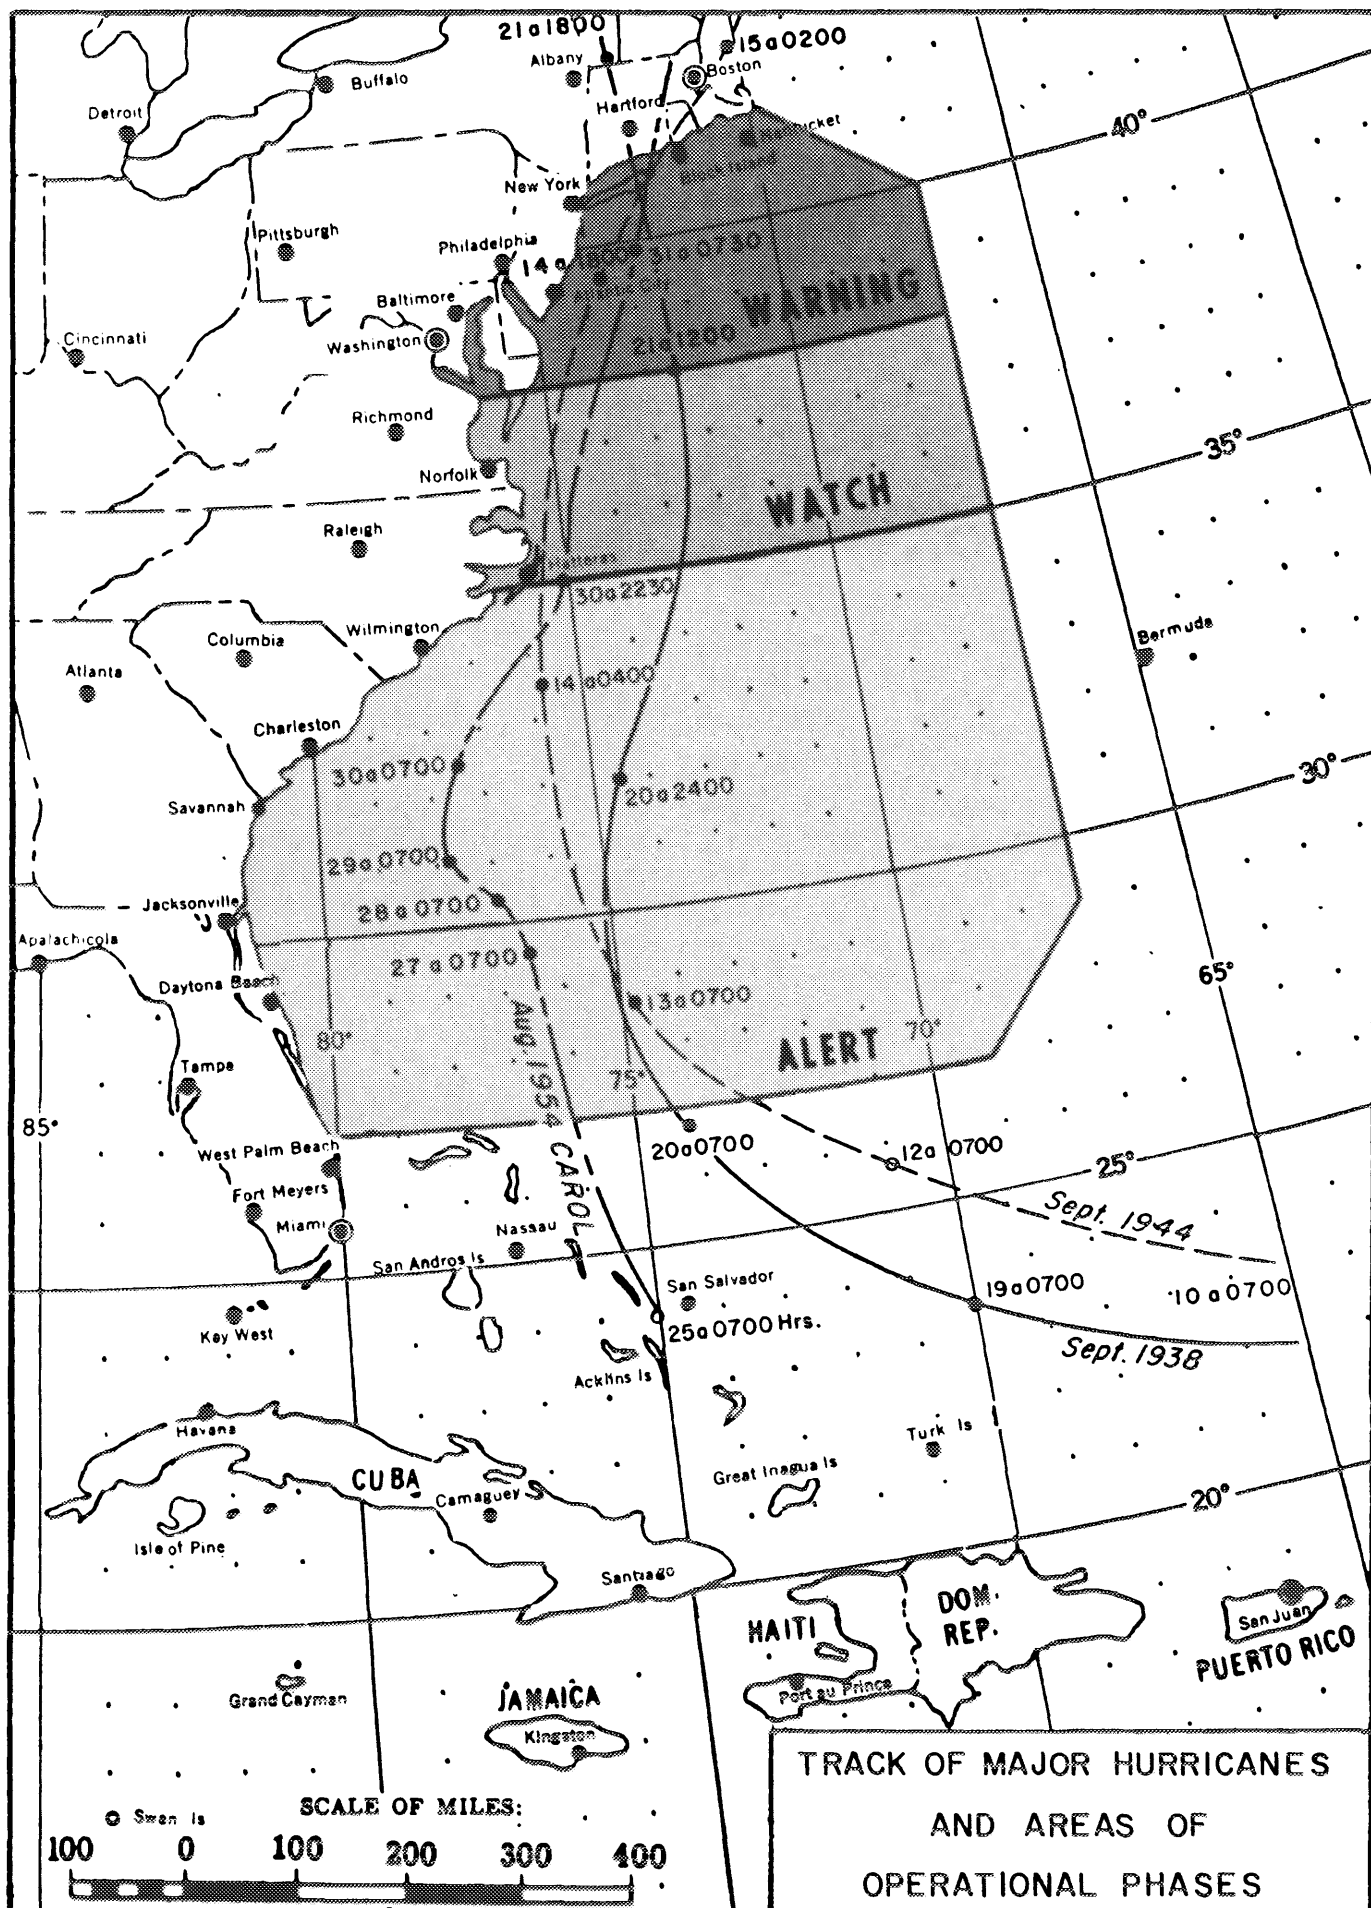 21a1800
15a0200
Albany
Boston
Buffalo
Detroit
Hartford
40°
Nantucket
Block Island
New York
Pittsburgh
Philadelphia
14a1800
31a0730
Baltimore
WARNING
Washington
21a1200
Cincinnati
Richmond
35°
Norfolk
WATCH
Raleigh
Hatteras
30a2230
Wilmington
Columbia
Bermuda
Atlanta
14a0400
Charleston
30a0700
20a2400
30°
Savannah
29a0700
28a0700
Jacksonville
Apalachicola
27a0700
65°
Daytona Beach
13a0700
80°
ALERT
70°
Tampa
75°
85°
Aug. 1954 CAROL
West Palm Beach
20a0700
12a0700
25°
Fort Meyers
Sept. 1944
Miami
Nassau
San Andros Is
San Salvador
19a0700
10a0700
25a0700 Hrs.
Key West
Sept. 1938
Acklins Is
Havana
Turk Is
Great Inagua Is
CUBA
Camaguey
20°
Isle of Pine
Santiago
DOM.
REP.
HAITI
San Juan
PUERTO RICO
Port au Prince
Grand Cayman
JAMAICA
Kingston
TRACK OF MAJOR HURRICANES
AND AREAS OF
OPERATIONAL PHASES
Swan Is
SCALE OF MILES:
100 0 100 200 300 400